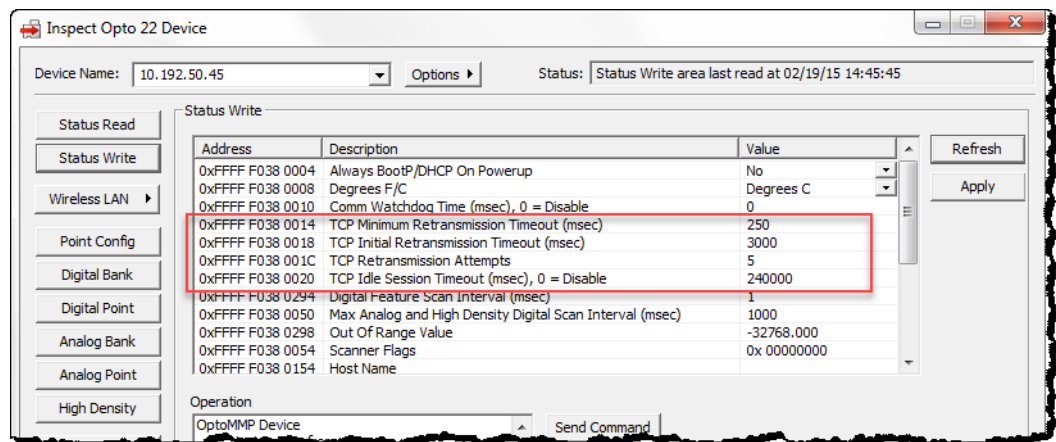 Inspect Opto 22 Device
Device Name: 10.192.50.45 Options Status: Status Write area last read at 02/19/15 14:45:45
Status Read
Status Write
Wireless LAN
Point Config
Digital Bank
Digital Point
Analog Bank
Analog Point
High Density
Status Write
Address Description Value
0xFFFF F038 0004 Always BootP/DHCP On Powerup No
0xFFFF F038 0008 Degrees F/C Degrees C
0xFFFF F038 0010 Comm Watchdog Time (msec), 0 = Disable 0
0xFFFF F038 0014 TCP Minimum Retransmission Timeout (msec) 250
0xFFFF F038 0018 TCP Initial Retransmission Timeout (msec) 3000
0xFFFF F038 001C TCP Retransmission Attempts 5
0xFFFF F038 0020 TCP Idle Session Timeout (msec), 0 = Disable 240000
0xFFFF F038 0294 Digital Feature Scan Interval (msec) 1
0xFFFF F038 0050 Max Analog and High Density Digital Scan Interval (msec) 1000
0xFFFF F038 0298 Out Of Range Value -32768.000
0xFFFF F038 0054 Scanner Flags 0x 00000000
0xFFFF F038 0154 Host Name
Refresh
Apply
Operation
OptoMMP Device
Send Command